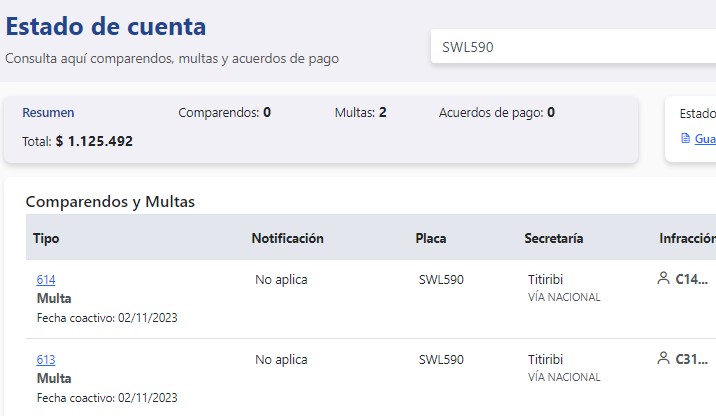 Estado de cuenta
Consulta aquí comparendos, multas y acuerdos de pago
SWL590
Resumen Comparendos: 0 Multas: 2 Acuerdos de pago: 0
Total: $ 1.125.492
Estado
Gua
Comparendos y Multas
Tipo Notificación Placa Secretaría Infracción
614 No aplica SWL590 Titiribi C14...
Multa VÍA NACIONAL
Fecha coactivo: 02/11/2023
613 No aplica SWL590 Titiribi C31...
Multa VÍA NACIONAL
Fecha coactivo: 02/11/2023